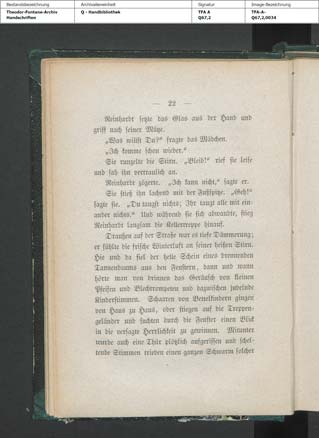 Bestandsbezeichnung Archivalieneinheit Signatur Image-Bezeichnung
Theodor-Fontane-Archiv Q - Handbibliothek TFA A TFA-A-
Handschriften Q67,2 Q67,2,0034
— 22 —
Reinhardt setzte das Glas aus der Hand und
griff nach seiner Mütze.
„Was willst Du?“ fragte das Mädchen.
„Ich komme schon wieder.“
Sie runzelte die Stirn. „Bleib!“ rief sie leise
und sah ihn vertraulich an.
Reinhardt zögerte. „Ich kann nicht,“ sagte er.
Sie stieß ihn lachend mit der Fußspitze. „Geh!“
sagte sie. „Du taugst nichts; Ihr taugt alle mit ein-
ander nichts.“ Und während sie sich abwandte, stieg
Reinhardt langsam die Kellertreppe hinauf.
Draußen auf der Straße war es tiefe Dämmerung;
er fühlte die frische Winterluft an seiner heißen Stirn.
Hie und da fiel der helle Schein eines brennenden
Tannenbaums aus den Fenstern, dann und wann
hörte man von drinnen das Geräusch von kleinen
Pfeifen und Blechtrompeten und dazwischen jubelnde
Kinderstimmen. Schaaren von Bettelkindern gingen
von Haus zu Haus, oder stiegen auf die Treppen-
geländer und suchten durch die Fenster einen Blick
in die versagte Herrlichkeit zu gewinnen. Mitunter
wurde auch eine Thür plötzlich aufgerissen und schel-
tende Stimmen trieben einen ganzen Schwarm solcher